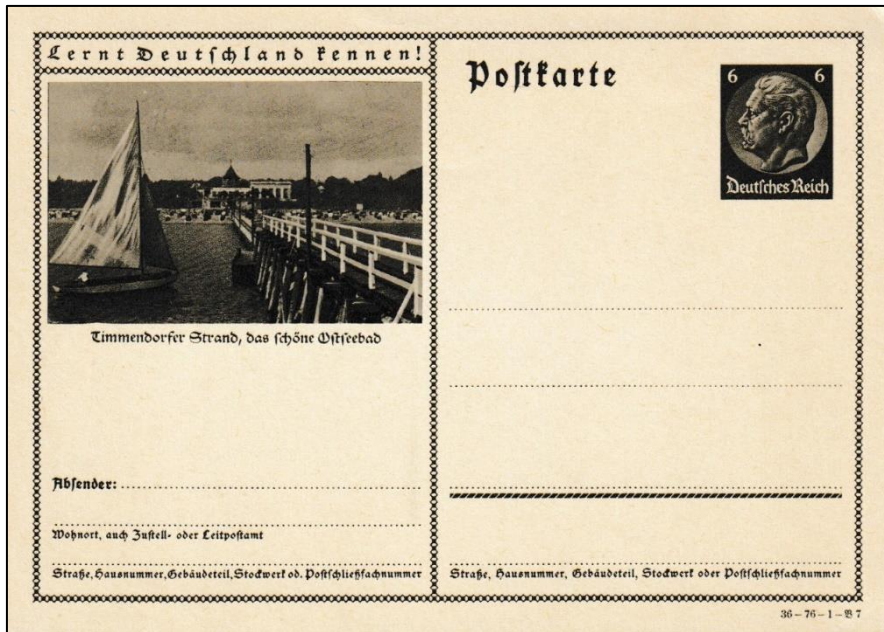 Lernt Deutſchland kennen!
Timmendorfer Strand, das ſchöne Oſtſeebad
Abſender:
Wohnort, auch Zuſtell- oder Leitpoſtamt
Straße, Hausnummer, Gebäudeteil, Stockwerk od. Poſtſchließfachnummer
Poſtkarte
6 6
Deutſches Reich
Straße, Hausnummer, Gebäudeteil, Stockwerk oder Poſtſchließfachnummer
36–76–1–B 7